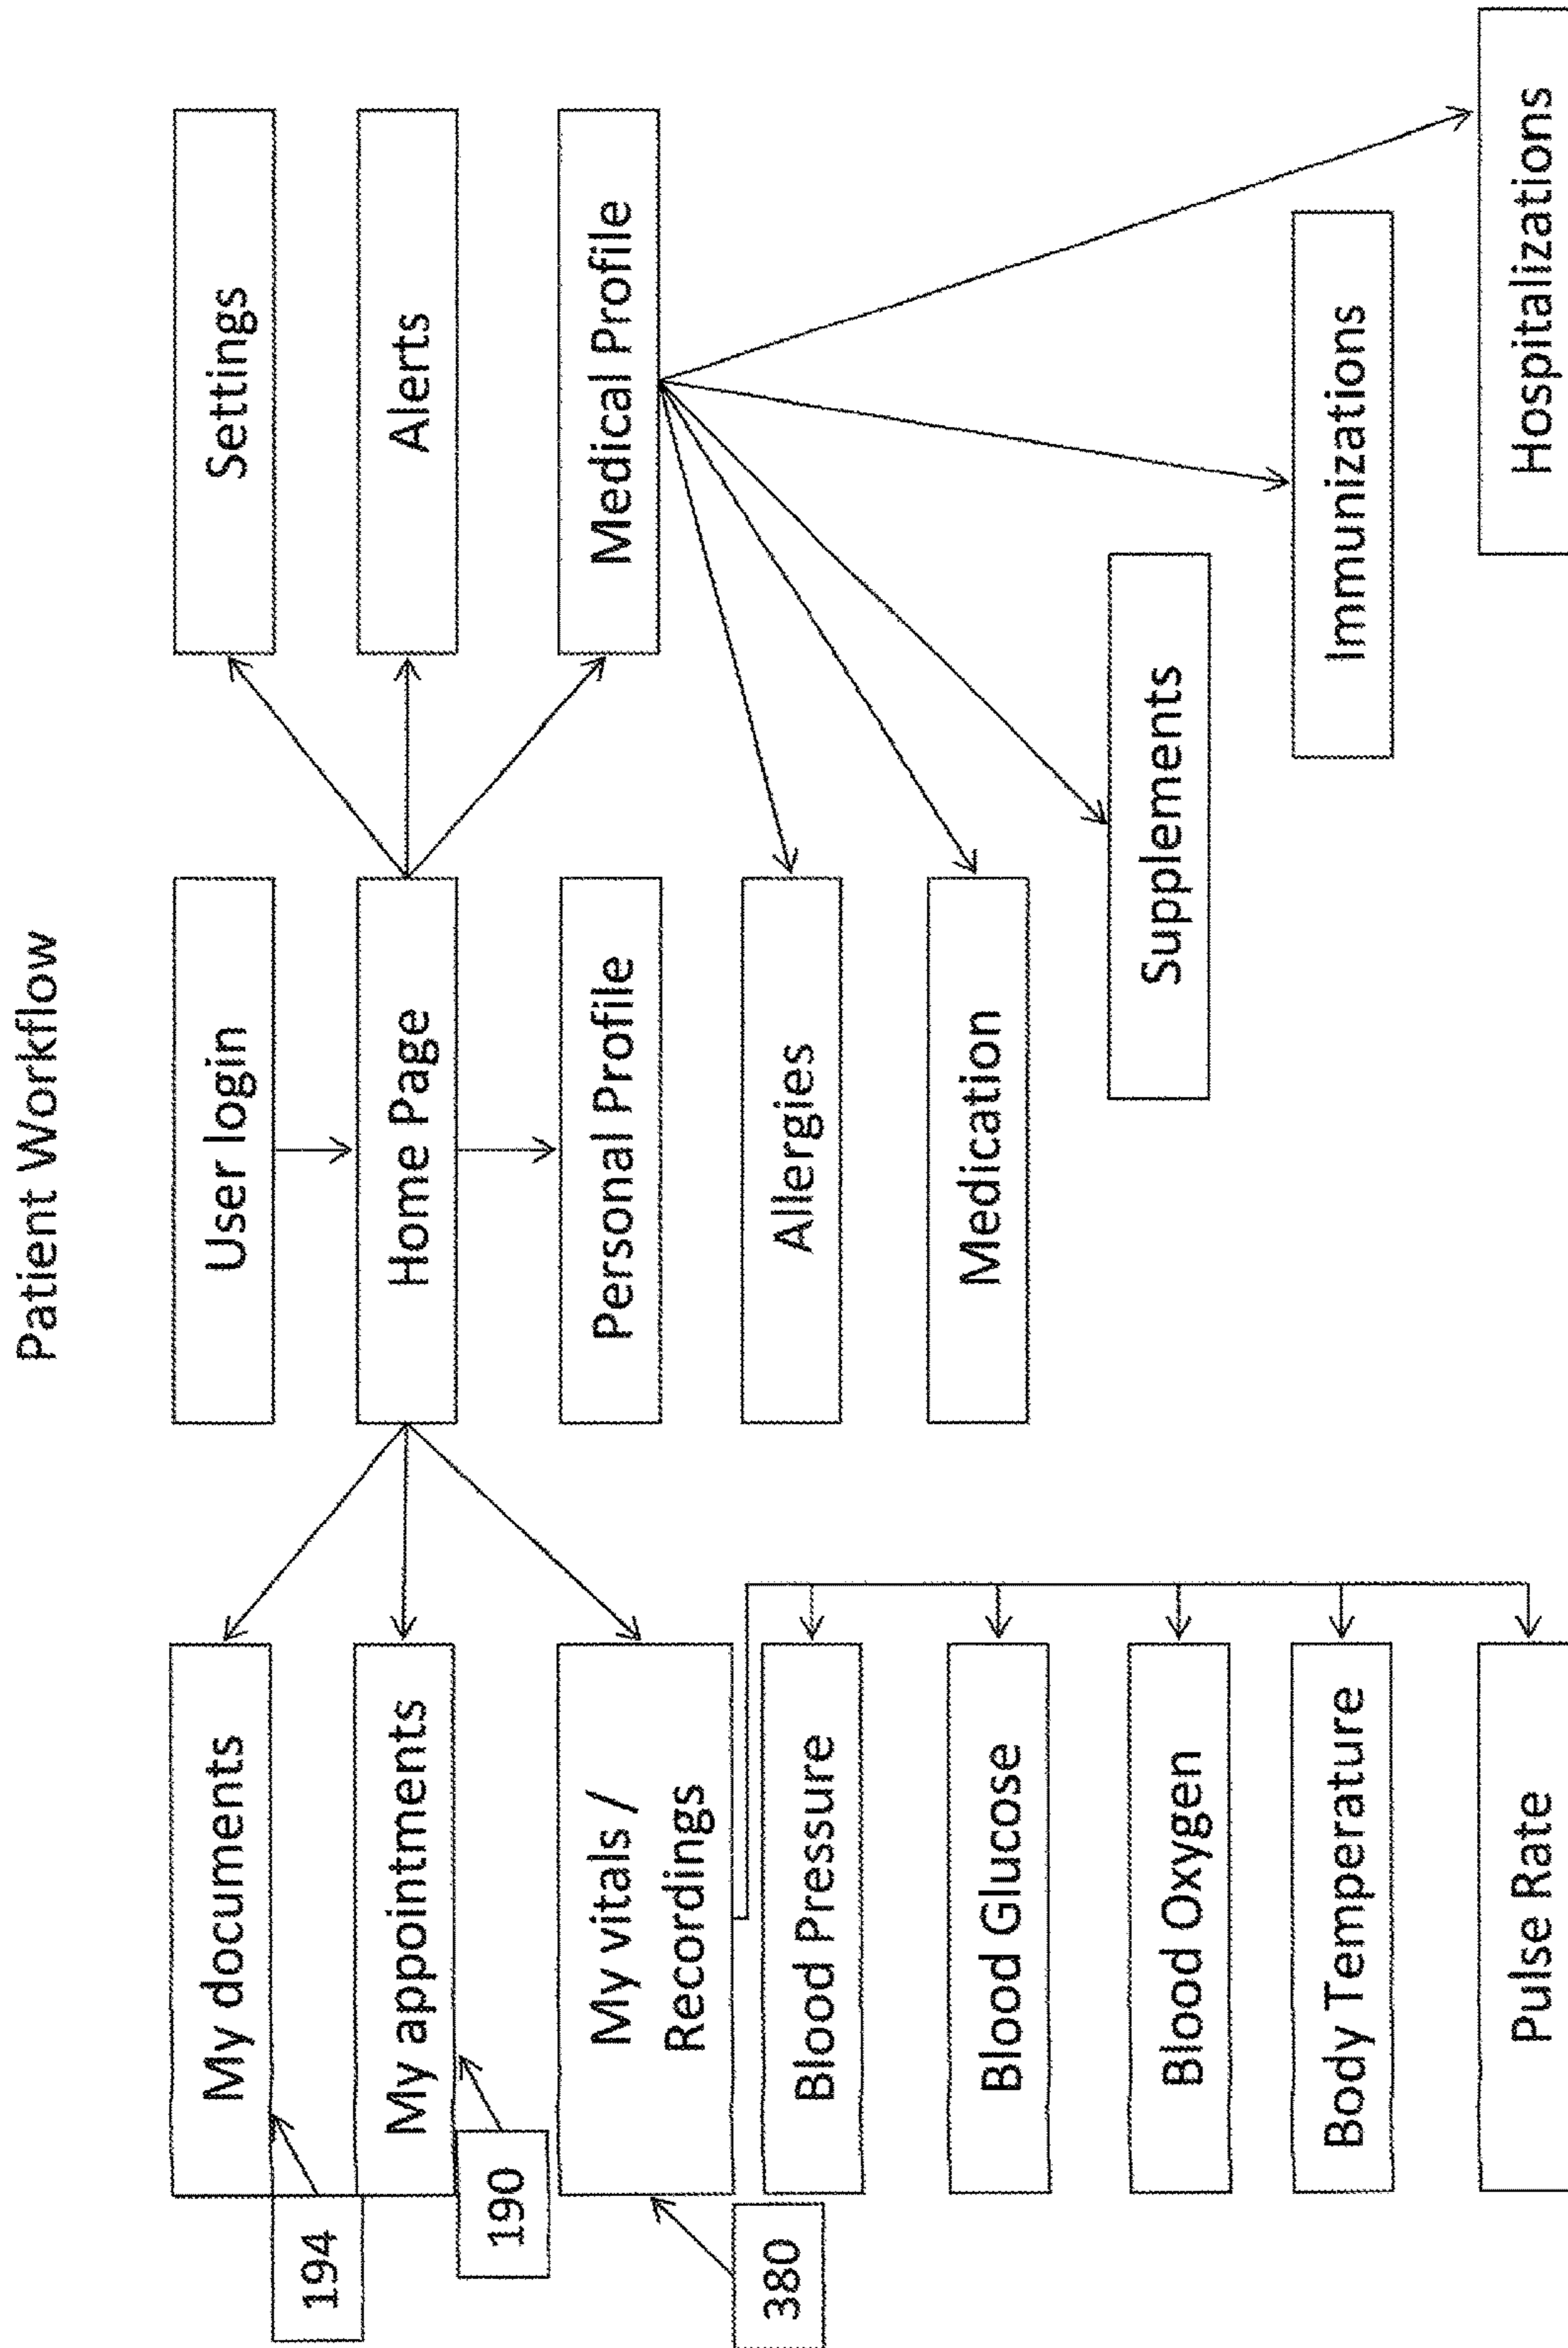 Patient Workflow
My documents
User login
Settings
194
My appointments
Home Page
Alerts
190
My vitals /
Recordings
Personal Profile
Medical Profile
380
Blood Pressure
Allergies
Blood Glucose
Medication
Blood Oxygen
Supplements
Body Temperature
Immunizations
Pulse Rate
Hospitalizations